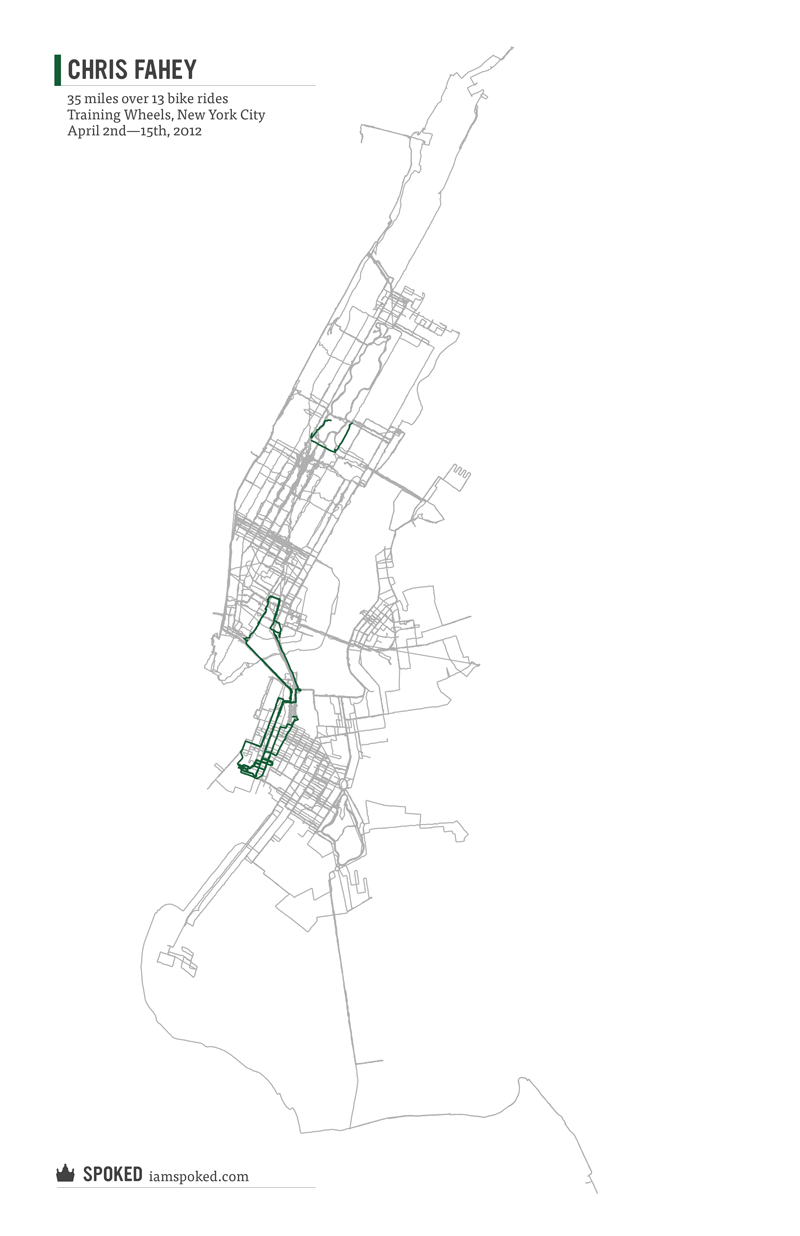 CHRIS FAHEY
35 miles over 13 bike rides
Training Wheels, New York City
April 2nd—15th, 2012
SPOKED iamspoked.com